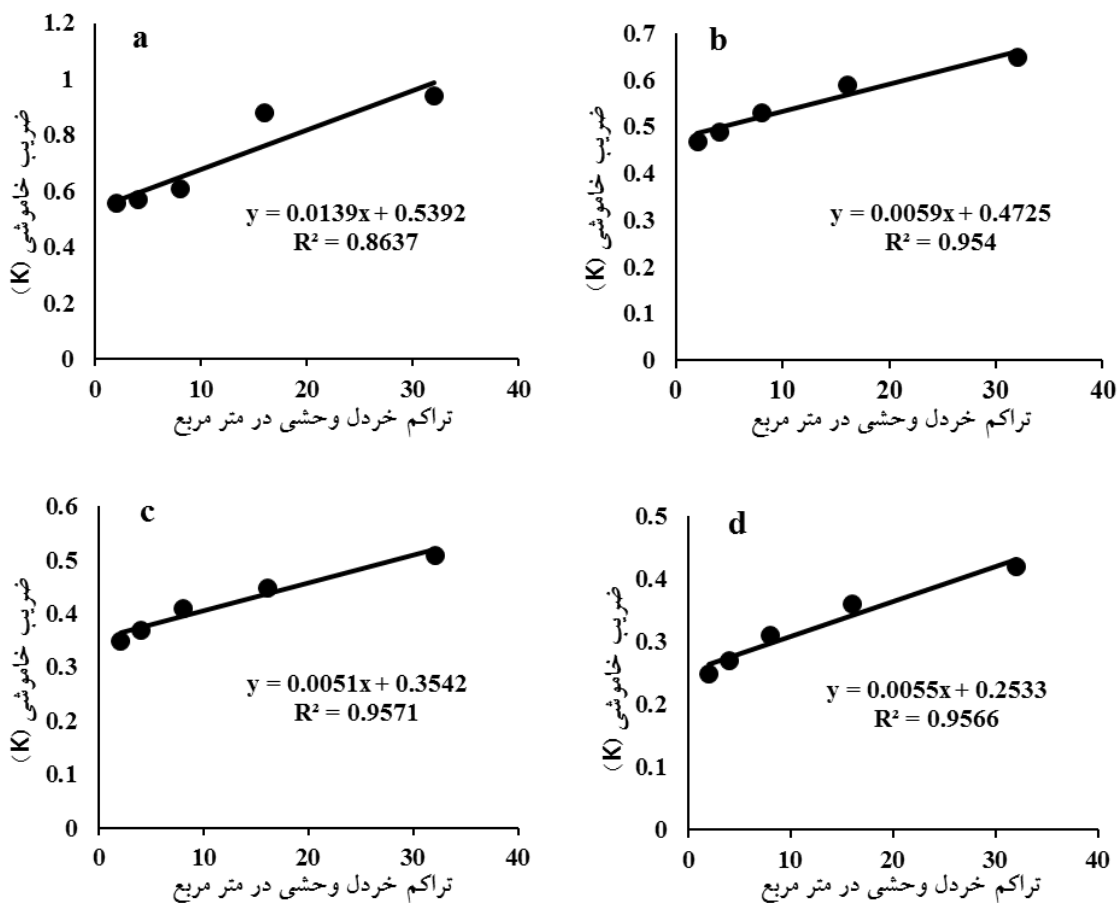 a
1.2
1
0.8
0.6
0.4
0.2
0
ضریب خاموشی (K)
y = 0.0139x + 0.5392
R² = 0.8637
0 10 20 30 40
تراکم خردل وحشی در متر مربع
b
0.7
0.6
0.5
0.4
0.3
0.2
0.1
0
ضریب خاموشی (K)
y = 0.0059x + 0.4725
R² = 0.954
0 10 20 30 40
تراکم خردل وحشی در متر مربع
c
0.6
0.5
0.4
0.3
0.2
0.1
0
ضریب خاموشی (K)
y = 0.0051x + 0.3542
R² = 0.9571
0 10 20 30 40
تراکم خردل وحشی در متر مربع
d
0.5
0.4
0.3
0.2
0.1
0
ضریب خاموشی (K)
y = 0.0055x + 0.2533
R² = 0.9566
0 10 20 30 40
تراکم خردل وحشی در متر مربع